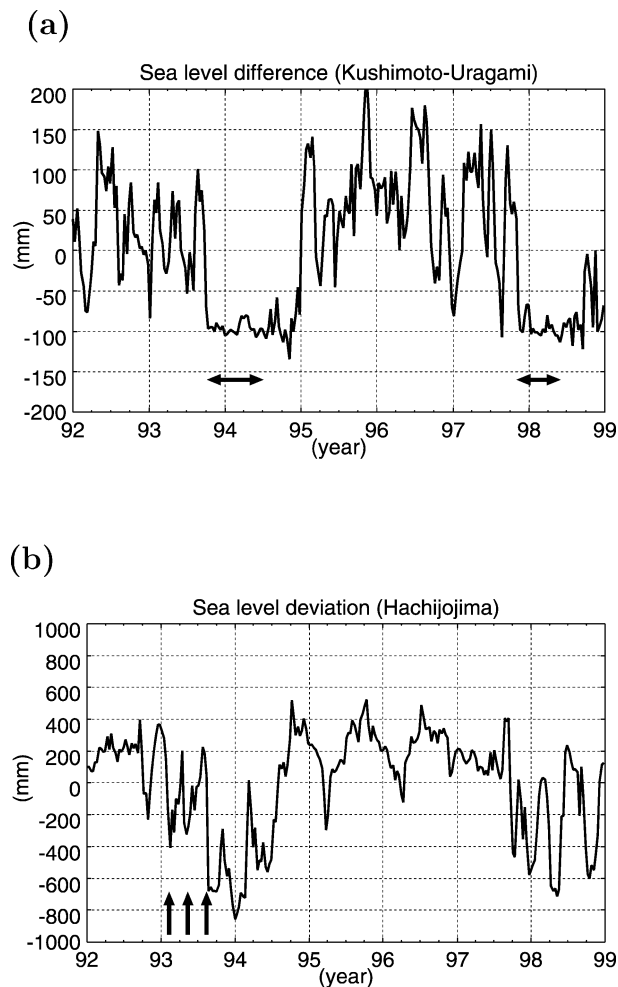 (a)
Sea level difference (Kushimoto-Uragami)
200
150
100
50
0
-50
-100
-150
-200
(mm)
92 93 94 95 96 97 98 99
(year)
(b)
Sea level deviation (Hachijojima)
1000
800
600
400
200
0
-200
-400
-600
-800
-1000
(mm)
92 93 94 95 96 97 98 99
(year)